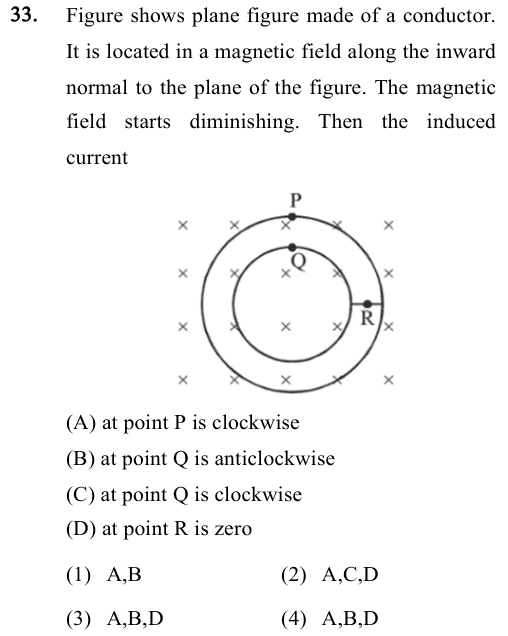 33. Figure shows plane figure made of a conductor.
It is located in a magnetic field along the inward
normal to the plane of the figure. The magnetic
field starts diminishing. Then the induced
current
P
Q
R
(A) at point P is clockwise
(B) at point Q is anticlockwise
(C) at point Q is clockwise
(D) at point R is zero
(1) A,B (2) A,C,D
(3) A,B,D (4) A,B,D